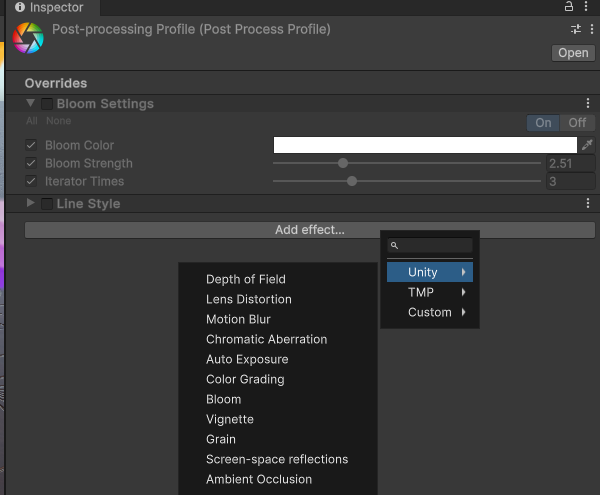 Inspector
Post-processing Profile (Post Process Profile)
Open
Overrides
Bloom Settings
All None
On Off
Bloom Color
Bloom Strength 2.51
Iterator Times 3
Line Style
Add effect...
Unity
TMP
Custom
Depth of Field
Lens Distortion
Motion Blur
Chromatic Aberration
Auto Exposure
Color Grading
Bloom
Vignette
Grain
Screen-space reflections
Ambient Occlusion